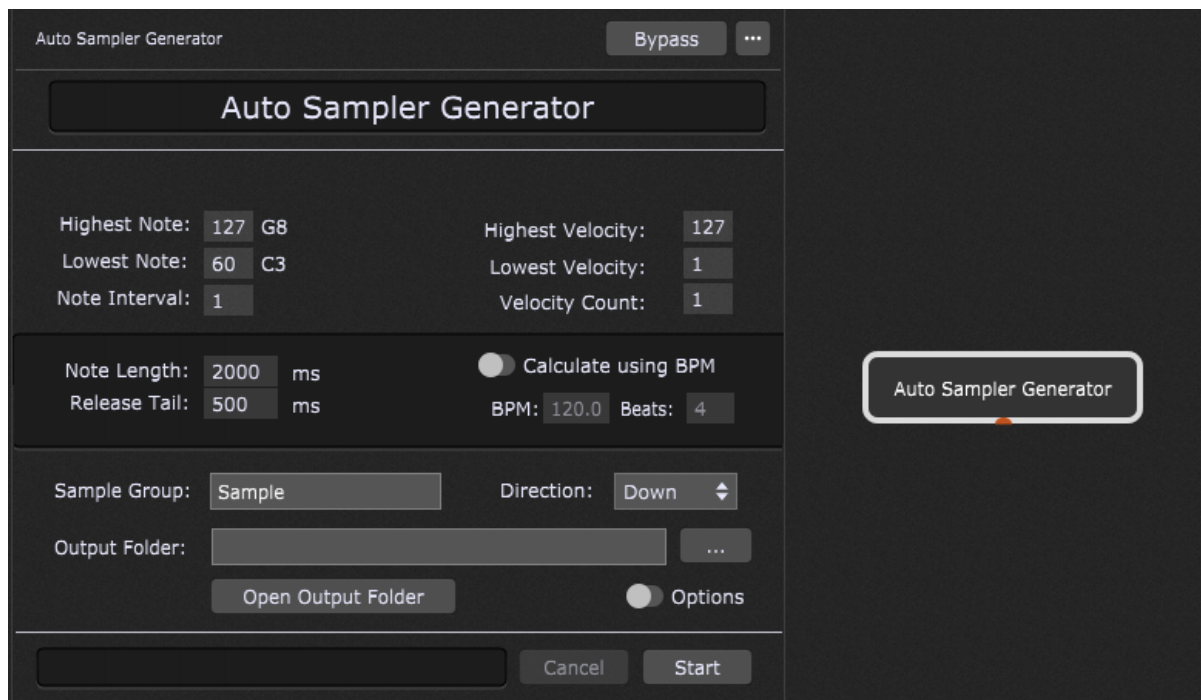 Auto Sampler Generator Bypass ...
Auto Sampler Generator
Highest Note: 127 G8 Highest Velocity: 127
Lowest Note: 60 C3 Lowest Velocity: 1
Note Interval: 1 Velocity Count: 1
Note Length: 2000 ms Calculate using BPM
Release Tail: 500 ms BPM: 120.0 Beats: 4
Auto Sampler Generator
Sample Group: Sample Direction: Down
Output Folder: ...
Open Output Folder Options
Cancel Start